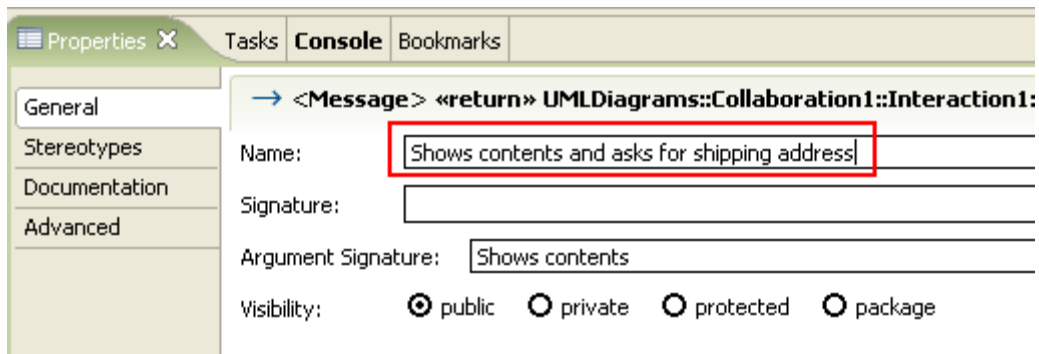 Properties Tasks Console Bookmarks
General
Stereotypes
Documentation
Advanced
<Message> «return» UMLDiagrams::Collaboration1::Interaction1:
Name: Shows contents and asks for shipping address
Signature:
Argument Signature: Shows contents
Visibility: public private protected package